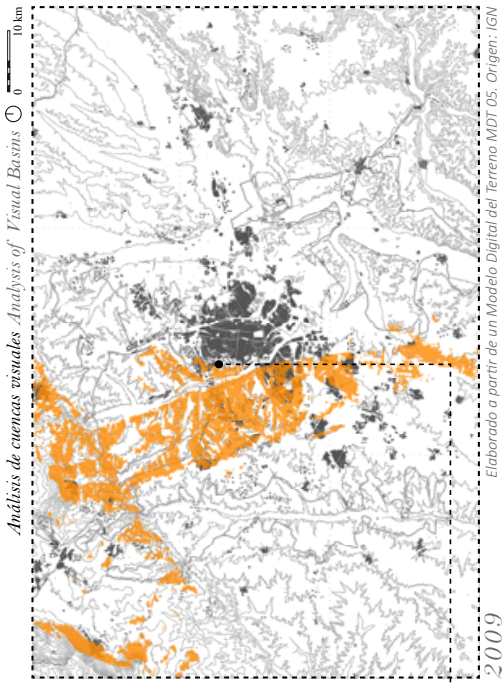 Análisis de cuencas visuales Analysis of Visual Basins
0 10 km
2009
Elaborado a partir de un Modelo Digital del Terreno MDT 05. Origen: IGN